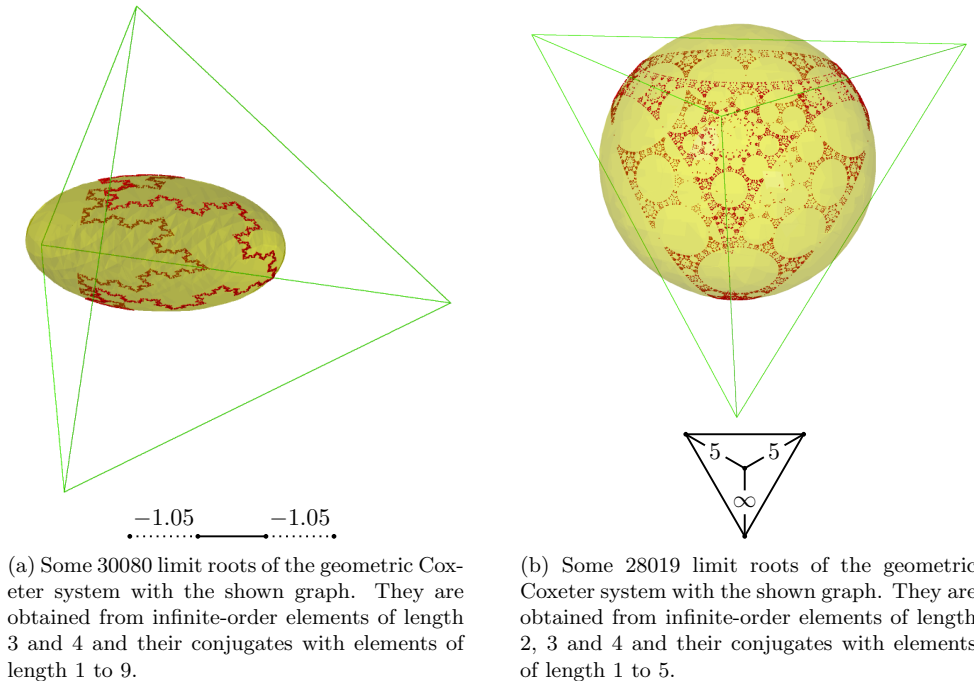 −1.05 −1.05
(a) Some 30080 limit roots of the geometric Cox-
eter system with the shown graph. They are
obtained from infinite-order elements of length
3 and 4 and their conjugates with elements of
length 1 to 9.
5 5
∞
(b) Some 28019 limit roots of the geometric
Coxeter system with the shown graph. They are
obtained from infinite-order elements of length
2, 3 and 4 and their conjugates with elements
of length 1 to 5.